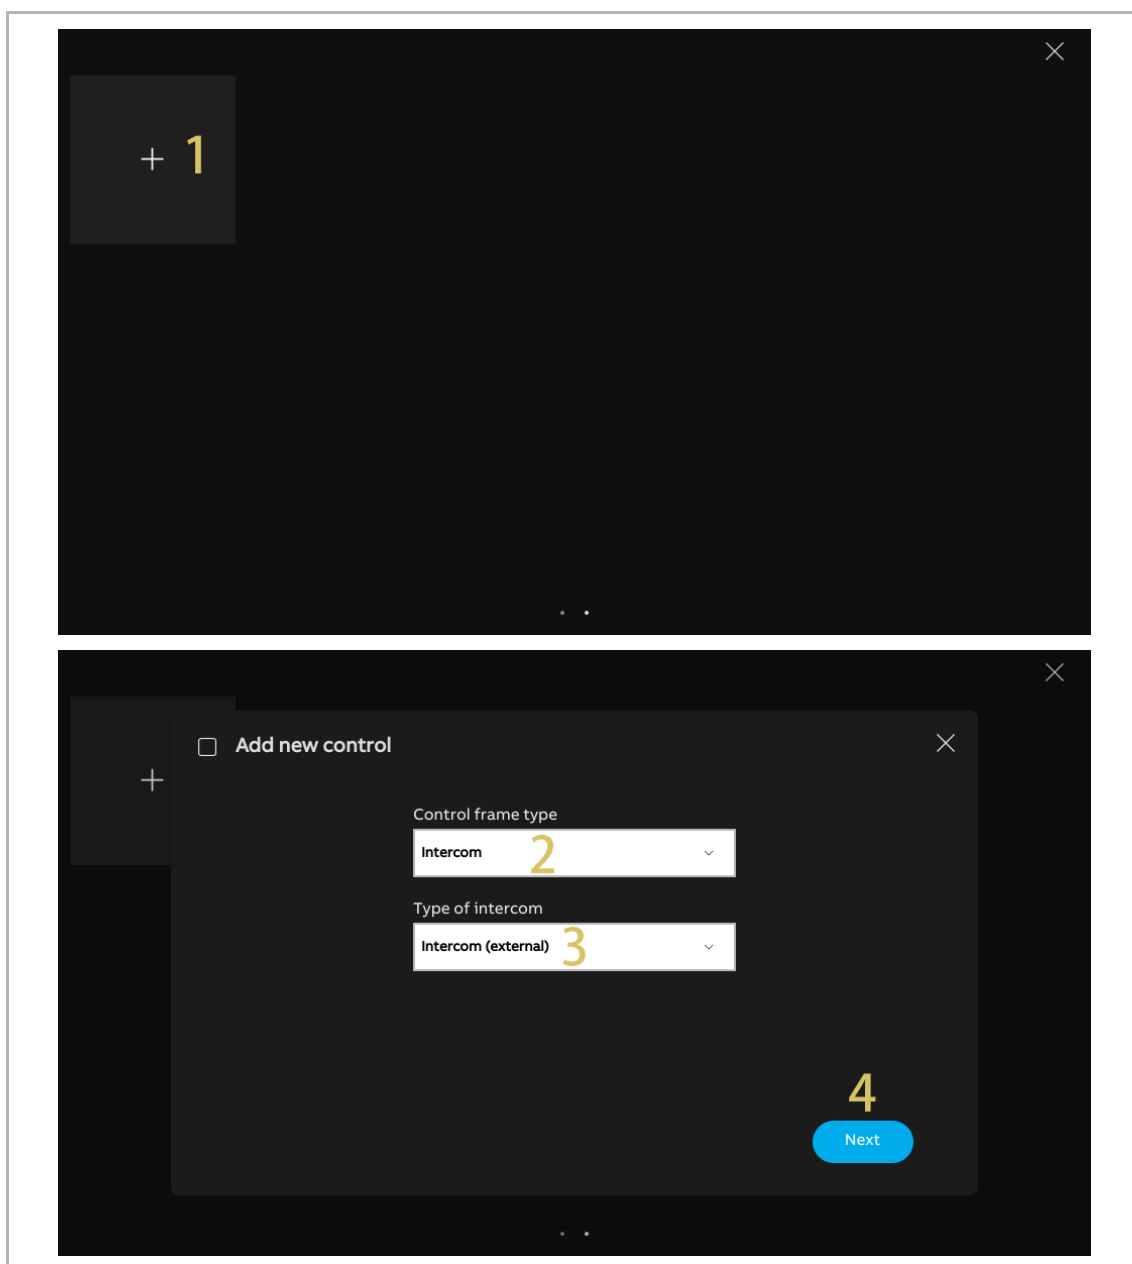 + 1
Add new control
+
Control frame type
Intercom 2
Type of intercom
Intercom (external) 3
4
Next